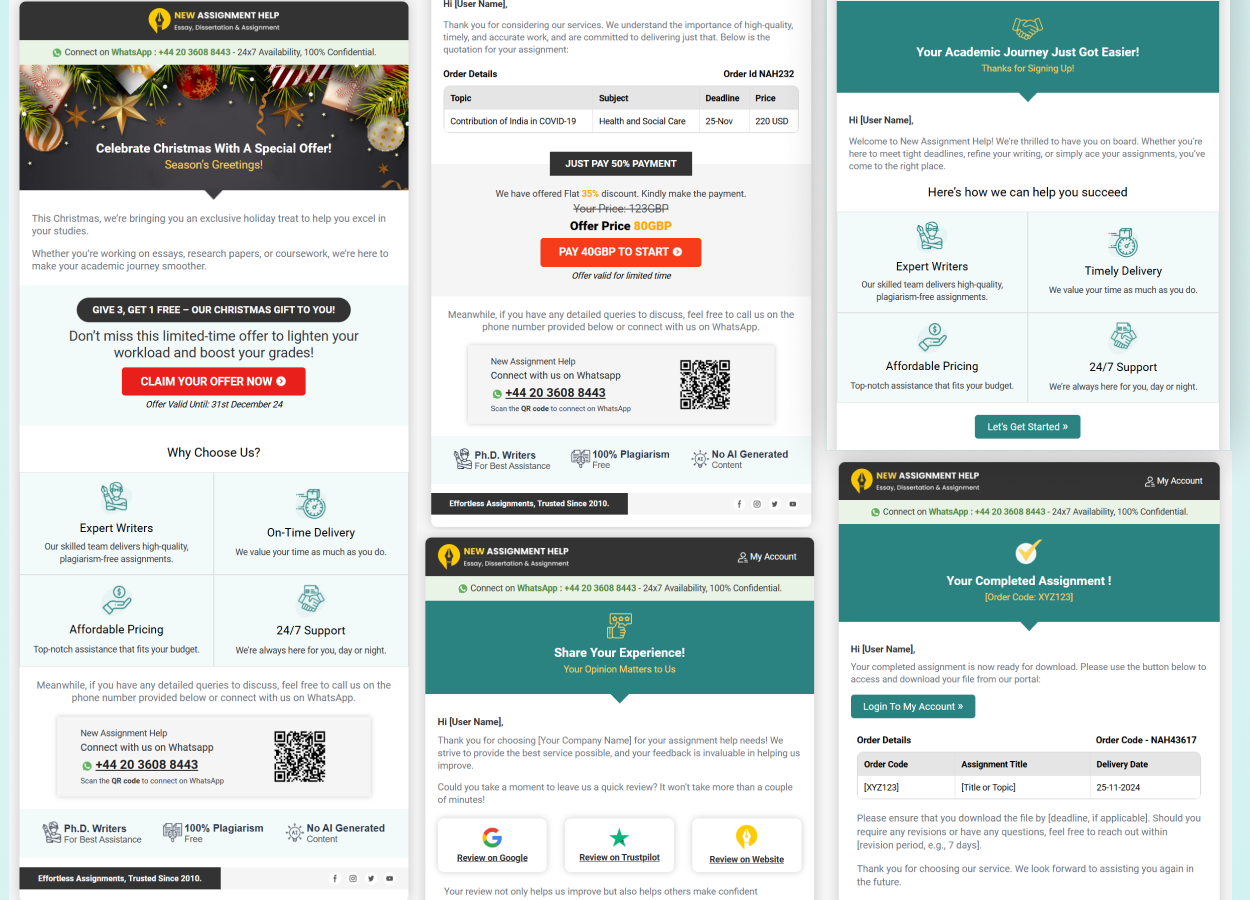 NEW ASSIGNMENT HELP
Essay, Dissertation & Assignment
Connect on WhatsApp : +44 20 3608 8443 - 24x7 Availability, 100% Confidential.
Celebrate Christmas With A Special Offer!
Season's Greetings!
This Christmas, we're bringing you an exclusive holiday treat to help you excel in
your studies.
Whether you're working on essays, research papers, or coursework, we're here to
make your academic journey smoother.
GIVE 3, GET 1 FREE – OUR CHRISTMAS GIFT TO YOU!
Don't miss this limited-time offer to lighten your
workload and boost your grades!
CLAIM YOUR OFFER NOW
Offer Valid Until: 31st December 24
Why Choose Us?
Expert Writers
Our skilled team delivers high-quality,
plagiarism-free assignments.
On-Time Delivery
We value your time as much as you do.
Affordable Pricing
Top-notch assistance that fits your budget.
24/7 Support
We're always here for you, day or night.
Meanwhile, if you have any detailed queries to discuss, feel free to call us on the
phone number provided below or connect with us on WhatsApp.
New Assignment Help
Connect with us on Whatsapp
+44 20 3608 8443
Scan the QR code to connect on WhatsApp
Ph.D. Writers
For Best Assistance
100% Plagiarism
Free
AI
No AI Generated
Content
Effortless Assignments, Trusted Since 2010.
Hi [User Name],
Thank you for considering our services. We understand the importance of high-quality,
timely, and accurate work, and are committed to delivering just that. Below is the
quotation for your assignment:
Order Details Order Id NAH232
Topic Subject Deadline Price
Contribution of India in COVID-19 Health and Social Care 25-Nov 220 USD
JUST PAY 50% PAYMENT
We have offered Flat 35% discount. Kindly make the payment.
Your Price: 123GBP
Offer Price 80GBP
PAY 40GBP TO START
Offer valid for limited time
Meanwhile, if you have any detailed queries to discuss, feel free to call us on the
phone number provided below or connect with us on WhatsApp.
New Assignment Help
Connect with us on Whatsapp
+44 20 3608 8443
Scan the QR code to connect on WhatsApp
Ph.D. Writers
For Best Assistance
100% Plagiarism
Free
AI
No AI Generated
Content
Effortless Assignments, Trusted Since 2010.
NEW ASSIGNMENT HELP
Essay, Dissertation & Assignment
My Account
Connect on WhatsApp : +44 20 3608 8443 - 24x7 Availability, 100% Confidential.
Share Your Experience!
Your Opinion Matters to Us
Hi [User Name],
Thank you for choosing [Your Company Name] for your assignment help needs! We
strive to provide the best service possible, and your feedback is invaluable in helping us
improve.
Could you take a moment to leave us a quick review? It won't take more than a couple
of minutes!
Review on Google
Review on Trustpilot
Review on Website
Your review not only helps us improve but also helps others make confident
Your Academic Journey Just Got Easier!
Thanks for Signing Up!
Hi [User Name],
Welcome to New Assignment Help! We're thrilled to have you on board. Whether you're
here to meet tight deadlines, refine your writing, or simply ace your assignments, you've
come to the right place.
Here's how we can help you succeed
Expert Writers
Our skilled team delivers high-quality,
plagiarism-free assignments.
Timely Delivery
We value your time as much as you do.
Affordable Pricing
Top-notch assistance that fits your budget.
24/7 Support
We're always here for you, day or night.
Let's Get Started »
NEW ASSIGNMENT HELP
Essay, Dissertation & Assignment
My Account
Connect on WhatsApp : +44 20 3608 8443 - 24x7 Availability, 100% Confidential.
Your Completed Assignment !
[Order Code: XYZ123]
Hi [User Name],
Your completed assignment is now ready for download. Please use the button below to
access and download your file from our portal:
Login To My Account »
Order Details Order Code - NAH43617
Order Code Assignment Title Delivery Date
[XYZ123] [Title or Topic] 25-11-2024
Please ensure that you download the file by [deadline, if applicable]. Should you
require any revisions or have any questions, feel free to reach out within
[revision period, e.g., 7 days].
Thank you for choosing our service. We look forward to assisting you again in
the future.